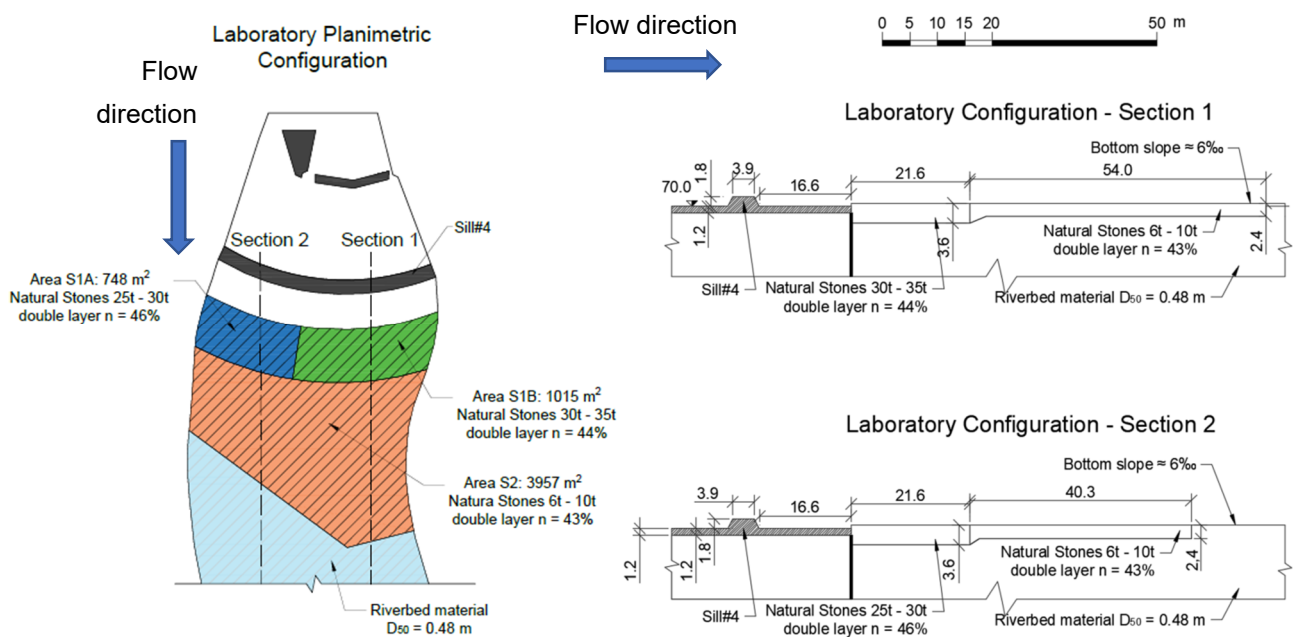 Laboratory Planimetric
Configuration
Flow
direction
Section 2
Section 1
Sill#4
Area S1A: 748 m²
Natural Stones 25t - 30t
double layer n = 46%
Area S1B: 1015 m²
Natural Stones 30t - 35t
double layer n = 44%
Area S2: 3957 m²
Natura Stones 6t - 10t
double layer n = 43%
Riverbed material
D₅₀ = 0.48 m
Flow direction
0 5 10 15 20 50 m
Laboratory Configuration - Section 1
Bottom slope ≈ 6‰
1.8
3.9
21.6
54.0
70.0
16.6
1.2
3.6
Natural Stones 6t - 10t
double layer n = 43%
2.4
Sill#4
Natural Stones 30t - 35t
double layer n = 44%
Riverbed material D₅₀ = 0.48 m
Laboratory Configuration - Section 2
Bottom slope ≈ 6‰
3.9
16.6
21.6
40.3
1.2
1.2
1.8
3.6
Natural Stones 6t - 10t
double layer n = 43%
2,4
Sill#4
Natural Stones 25t - 30t
double layer n = 46%
Riverbed material D₅₀ = 0.48 m